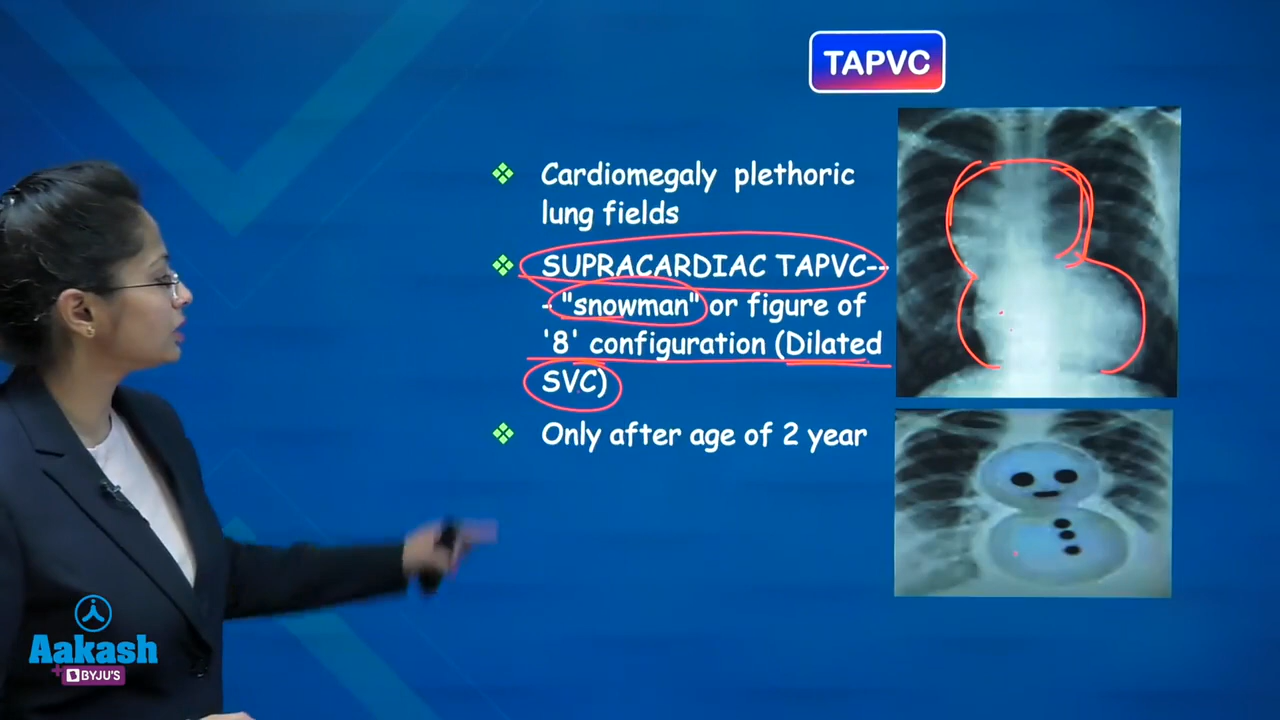 TAPVC
❖ Cardiomegaly plethoric
lung fields
❖ SUPRACARDIAC TAPVC--
- "snowman" or figure of
'8' configuration (Dilated
SVC)
❖ Only after age of 2 year
Aakash
+ BYJU'S